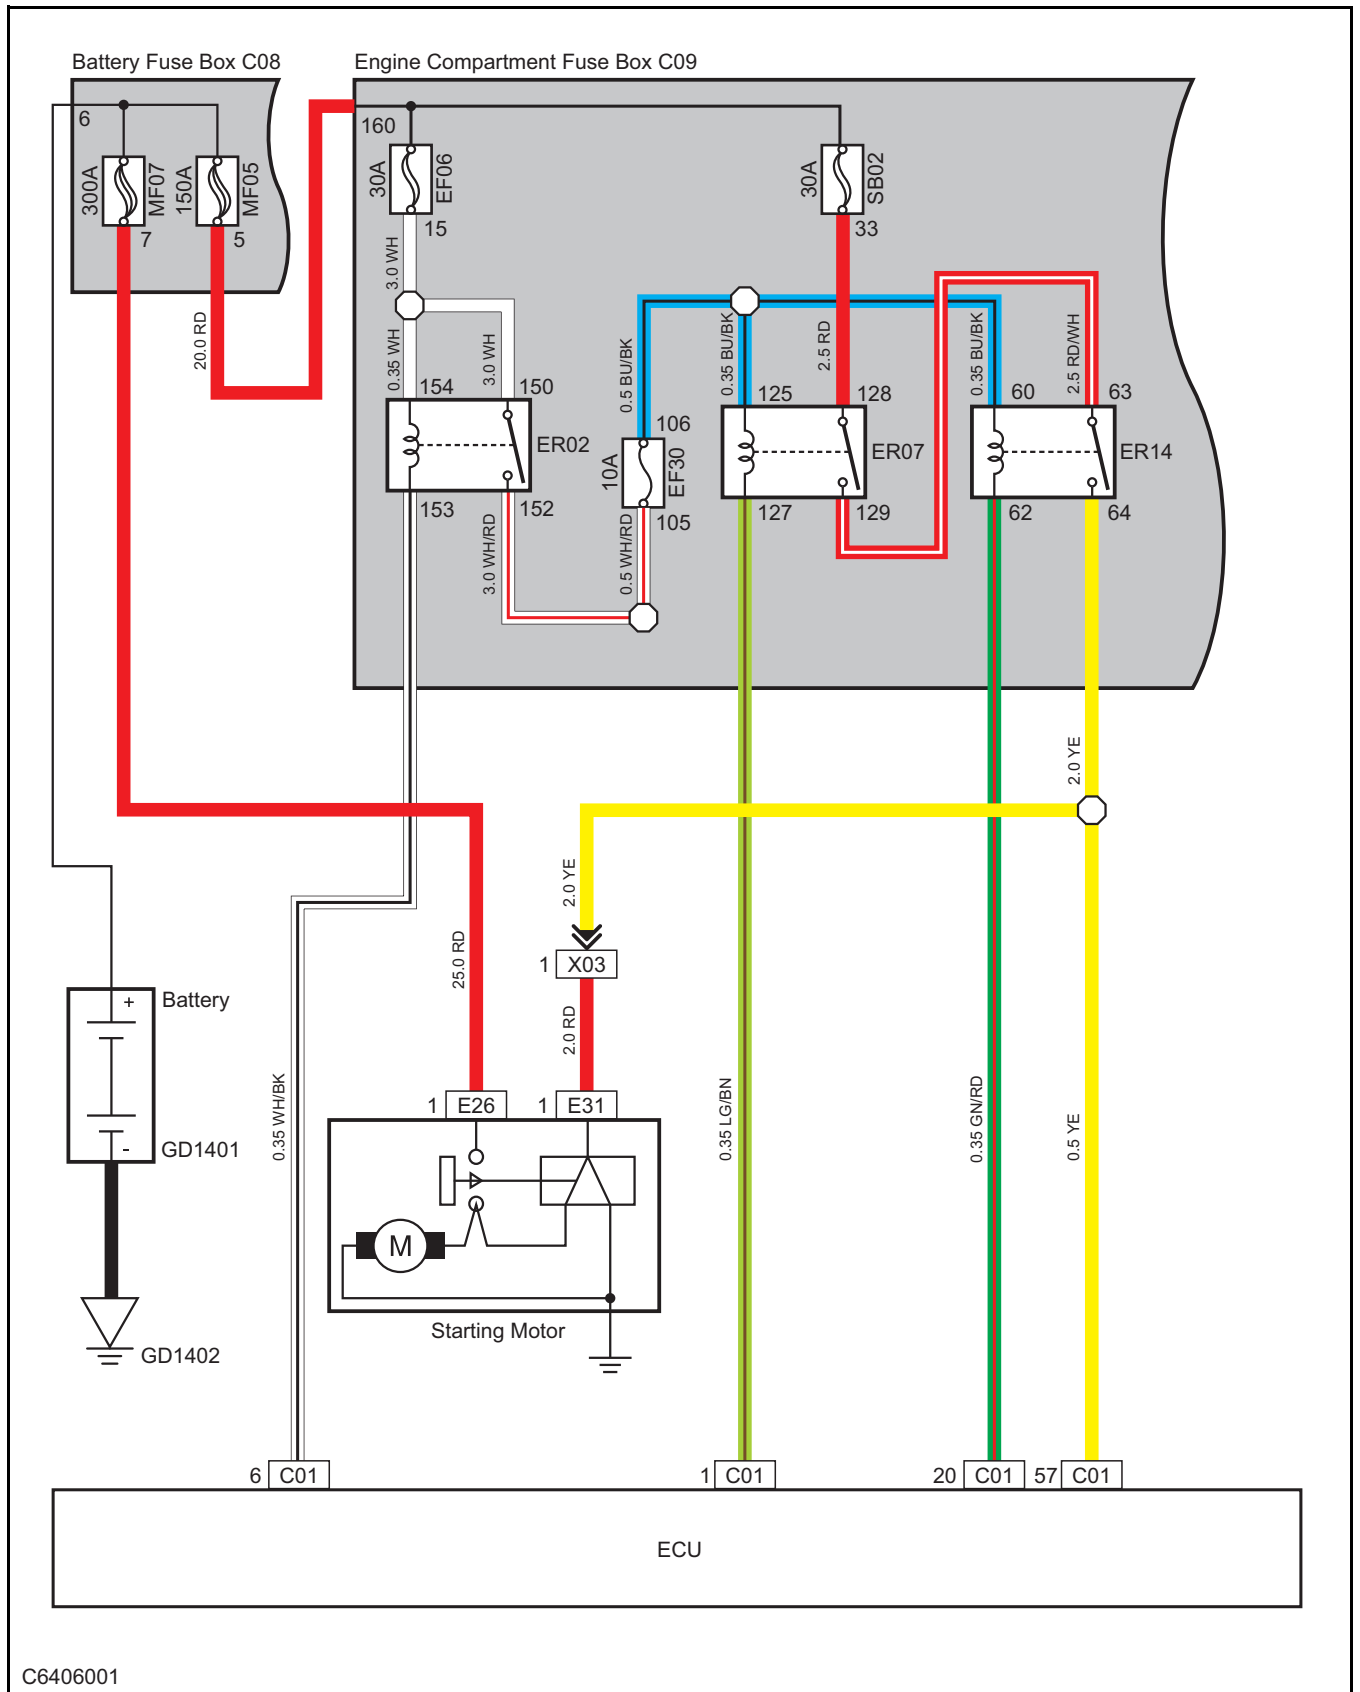 Battery Fuse Box C08
Engine Compartment Fuse Box C09
6
160
300A
MF07
150A
MF05
30A
EF06
30A
SB02
7
5
15
33
20.0 RD
3.0 WH
0.35 WH
3.0 WH
0.5 BU/BK
0.35 BU/BK
2.5 RD
0.35 BU/BK
2.5 RD/WH
154
150
125
128
60
63
ER02
106
10A
EF30
105
ER07
ER14
153
152
127
129
62
64
3.0 WH/RD
0.5 WH/RD
2.0 YE
2.0 YE
1
X03
25.0 RD
2.0 RD
+
Battery
-
GD1401
0.35 WH/BK
1
E26
1
E31
0.35 LG/BN
0.35 GN/RD
0.5 YE
M
Starting Motor
GD1402
6
C01
1
C01
20
C01
57
C01
ECU
C6406001